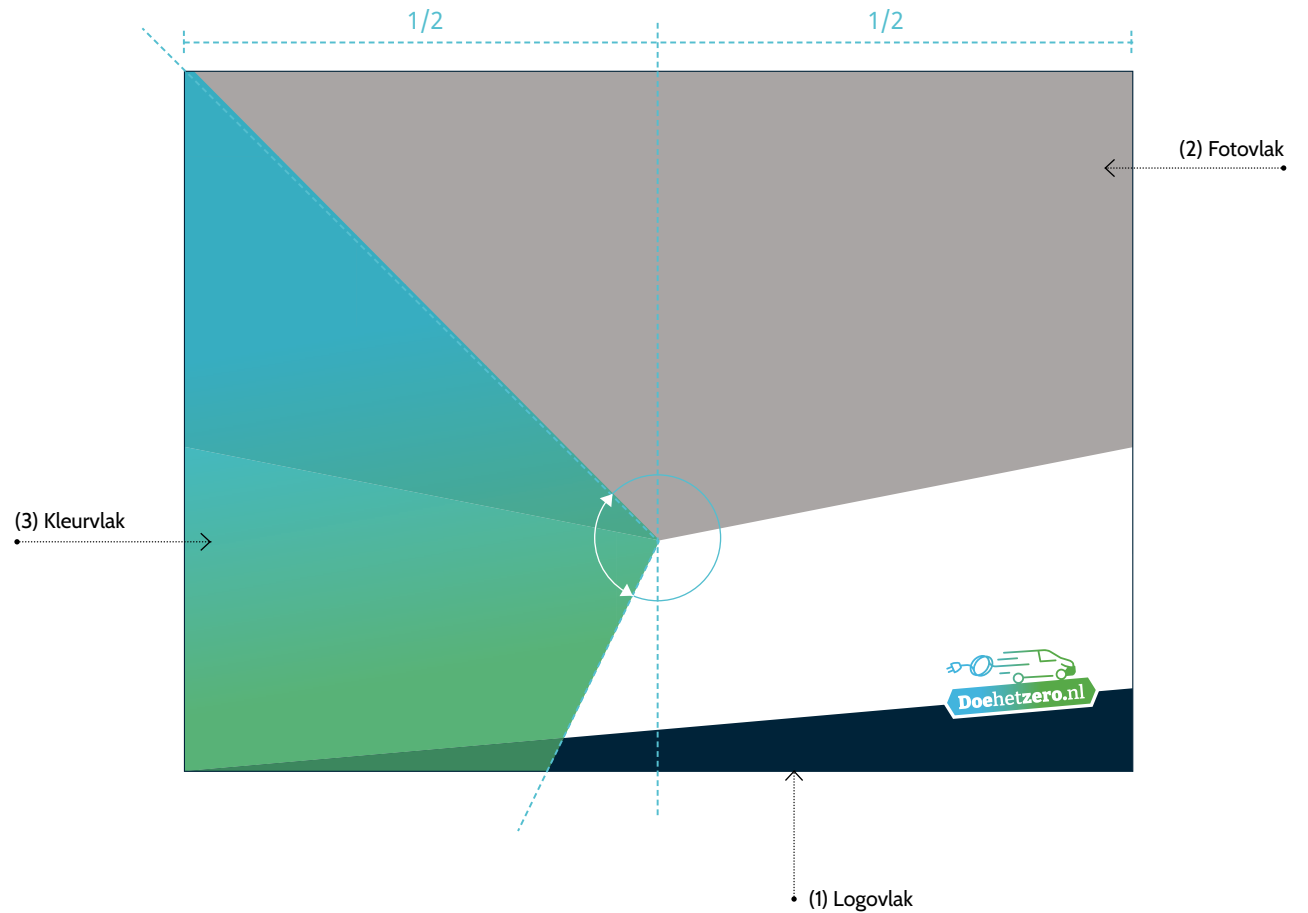 1/2
1/2
(2) Fotovlak
(3) Kleurvlak
Doehetzero.nl
(1) Logovlak